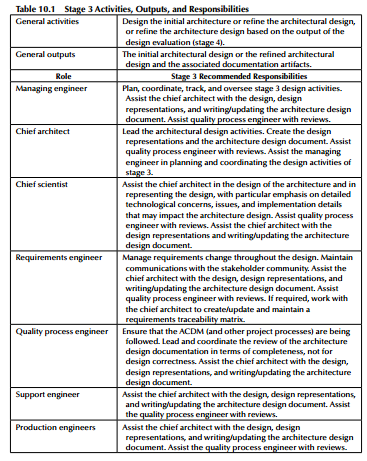 Table 10.1 Stage 3 Activities, Outputs, and Responsibilities
General activities
Design the initial architecture or refine the architectural design,
or refine the architecture design based on the output of the
design evaluation (stage 4).
General outputs
The initial architectural design or the refined architectural
design and the associated documentation artifacts.
Role
Stage 3 Recommended Responsibilities
Managing engineer
Plan, coordinate, track, and oversee stage 3 design activities.
Assist the chief architect with the design, design
representations, and writing/updating the architecture design
document. Assist quality process engineer with reviews.
Chief architect
Lead the architectural design activities. Create the design
representations and the architecture design document. Assist
quality process engineer with reviews. Assist the managing
engineer in planning and coordinating the design activities of
stage 3.
Chief scientist
Assist the chief architect in the design of the architecture and in
representing the design, with particular emphasis on detailed
technological concerns, issues, and implementation details
that may impact the architecture design. Assist quality process
engineer with reviews. Assist the chief architect with the
design representations and writing/updating the architecture
design document.
Requirements engineer
Manage requirements change throughout the design. Maintain
communications with the stakeholder community. Assist the
chief architect with the design, design representations, and
writing/updating the architecture design document. Assist
quality process engineer with reviews. If required, work with
the chief architect to create/update and maintain a
requirements traceability matrix.
Quality process engineer
Ensure that the ACDM (and other project processes) are being
followed. Lead and coordinate the review of the architecture
design documentation in terms of completeness, not for
design correctness. Assist the chief architect with the design,
design representations, and writing/updating the architecture
design document.
Support engineer
Assist the chief architect with the design, design representations,
and writing/updating the architecture design document. Assist
the quality process engineer with reviews.
Production engineers
Assist the chief architect with the design, design
representations, and writing/updating the architecture design
document. Assist the quality process engineer with reviews.